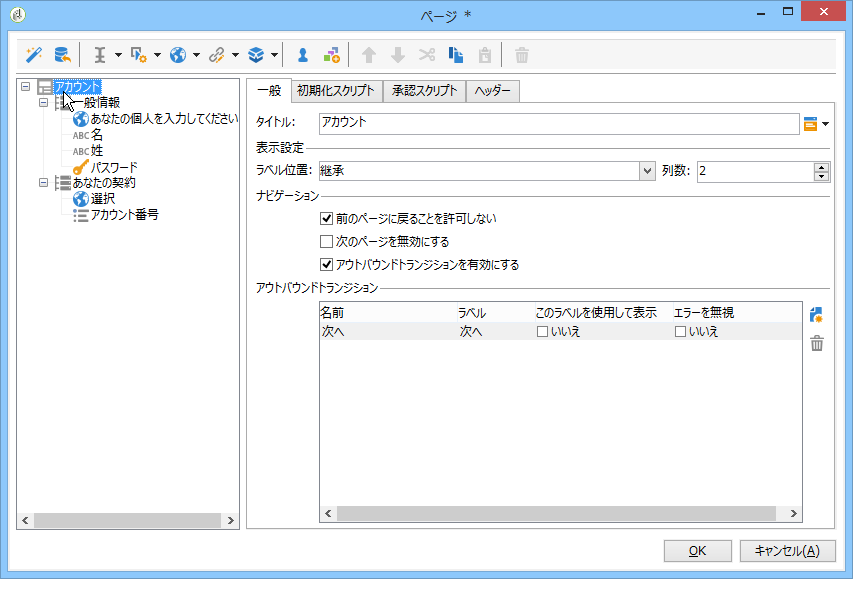 ページ *
アカウント
一般情報
あなたの個人を入力してください
ABC 名
ABC 姓
パスワード
あなたの契約
選択
アカウント番号
一般
初期化スクリプト
承認スクリプト
ヘッダー
タイトル: アカウント
表示設定
ラベル位置: 継承 列数: 2
ナビゲーション
前のページに戻ることを許可しない
次のページを無効にする
アウトバウンドトランジションを有効にする
アウトバウンドトランジション
名前 ラベル このラベルを使用して表示 エラーを無視
次へ 次へ いいえ いいえ
OK キャンセル(A)